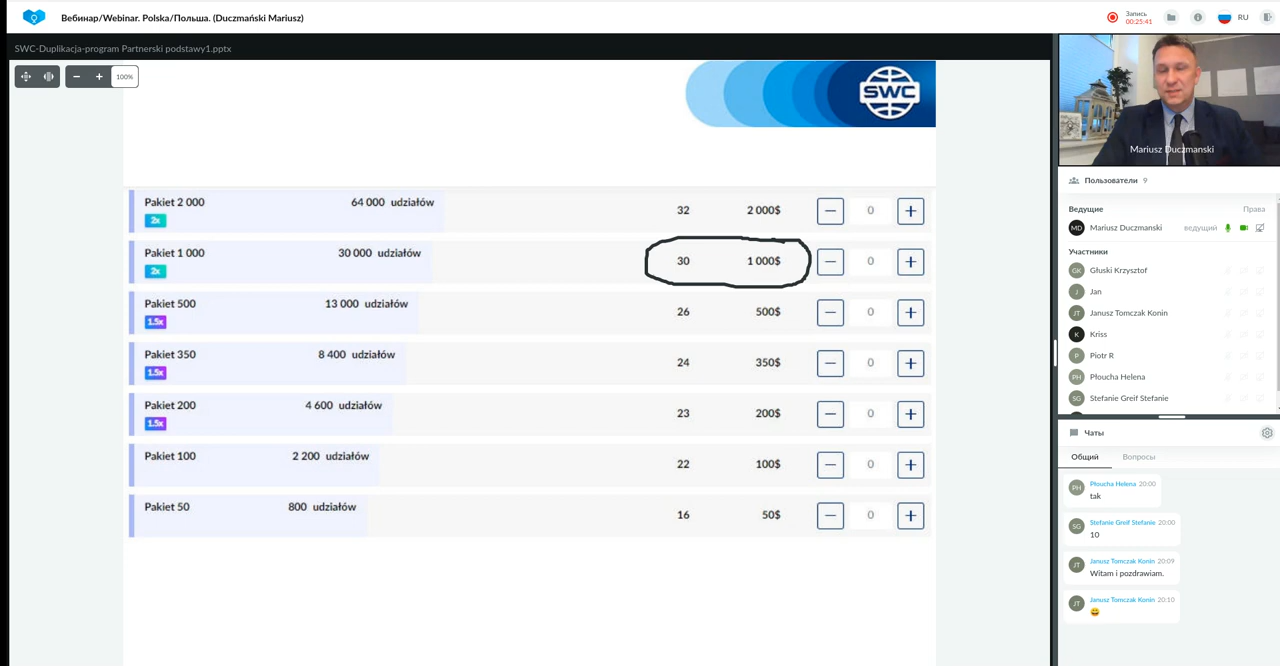 Вебинар/Webinar. Polska/Польша. (Duczmański Mariusz)
Запись
00:25:41
RU
SWC-Duplikacja-program Partnerski podstawy1.pptx
100%
SWC
Pakiet 2 000 64 000 udziałów 32 2 000$ 0
2x
Pakiet 1 000 30 000 udziałów 30 1 000$ 0
2x
Pakiet 500 13 000 udziałów 26 500$ 0
1.5x
Pakiet 350 8 400 udziałów 24 350$ 0
1.5x
Pakiet 200 4 600 udziałów 23 200$ 0
1.5x
Pakiet 100 2 200 udziałów 22 100$ 0
Pakiet 50 800 udziałów 16 50$ 0
Mariusz Duczmanski
Пользователи 9
Ведущие Права
MD Mariusz Duczmanski ведущий
Участники
GK Głuski Krzysztof
J Jan
JT Janusz Tomczak Konin
K Kriss
P Piotr R
PH Płoucha Helena
SG Stefanie Greif Stefanie
Чаты
Общий Вопросы
PH Płoucha Helena 20:00
tak
SG Stefanie Greif Stefanie 20:00
10
JT Janusz Tomczak Konin 20:09
Witam i pozdrawiam.
JT Janusz Tomczak Konin 20:10